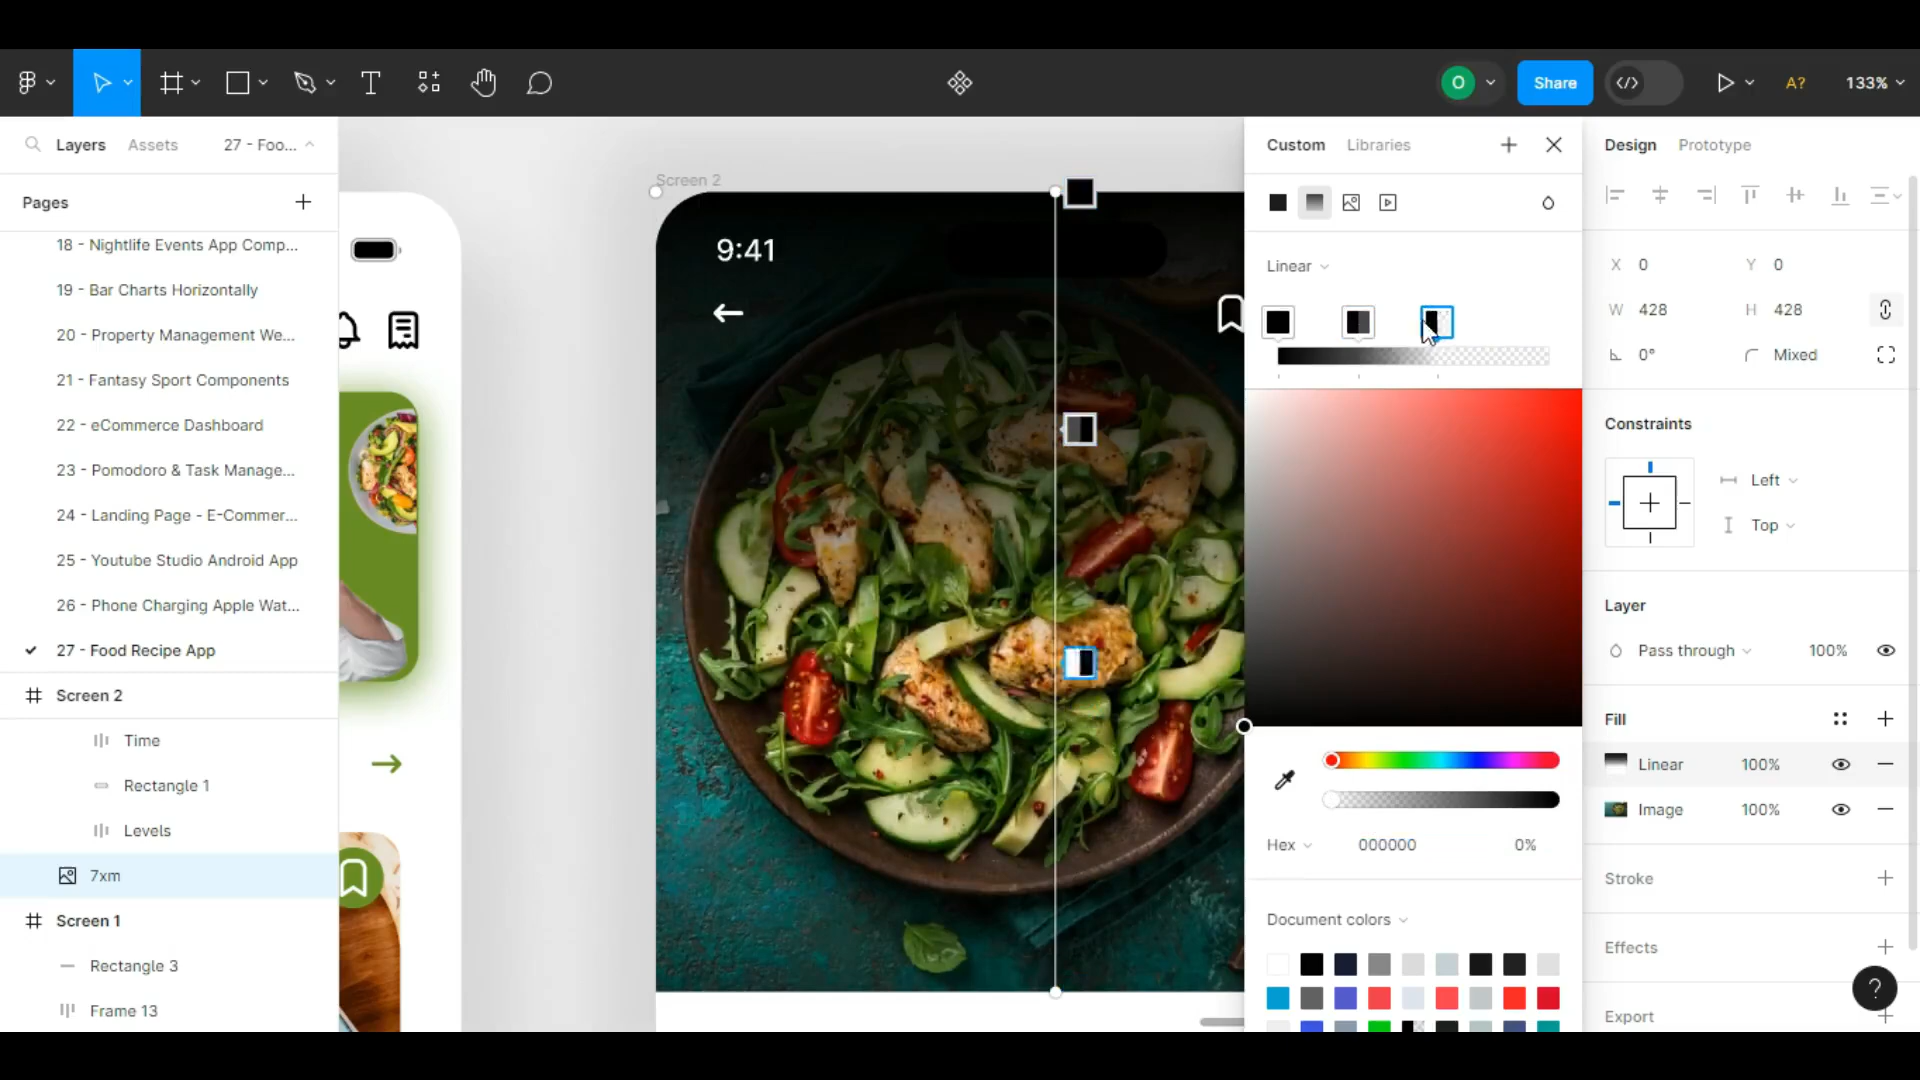 O
Share
A?
133%
Layers
Assets
27 - Foo...
Pages
18 - Nightlife Events App Comp...
19 - Bar Charts Horizontally
20 - Property Management We...
21 - Fantasy Sport Components
22 - eCommerce Dashboard
23 - Pomodoro & Task Manage...
24 - Landing Page - E-Commer...
25 - Youtube Studio Android App
26 - Phone Charging Apple Wat...
27 - Food Recipe App
Screen 2
Time
Rectangle 1
Levels
7xm
Screen 1
Rectangle 3
Frame 13
Screen 2
9:41
Custom
Libraries
Linear
Hex
000000
0%
Document colors
Design
Prototype
X 0
Y 0
W 428
H 428
0°
Mixed
Constraints
Left
Top
Layer
Pass through
100%
Fill
Linear
100%
Image
100%
Stroke
Effects
Export
?